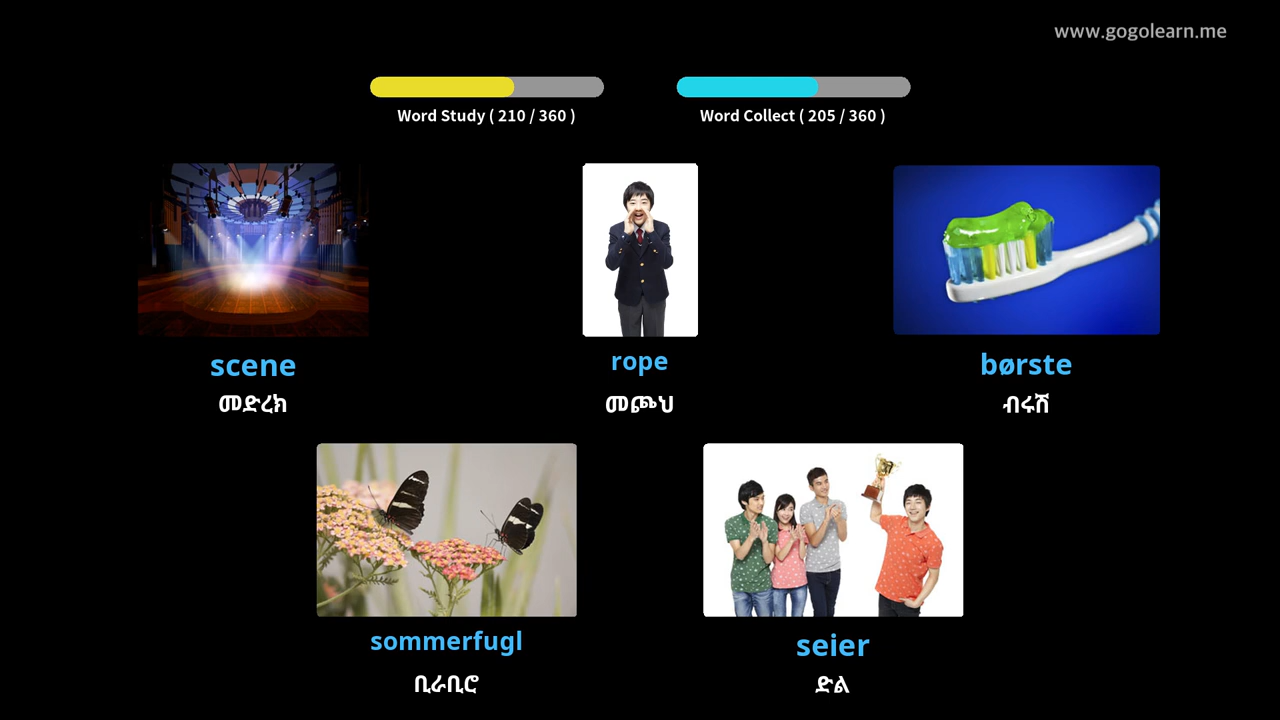 www.gogolearn.me
Word Study ( 210 / 360 )
Word Collect ( 205 / 360 )
scene
መድረክ
rope
መጮህ
børste
ብሩሽ
sommerfugl
ቢራቢሮ
seier
ድል